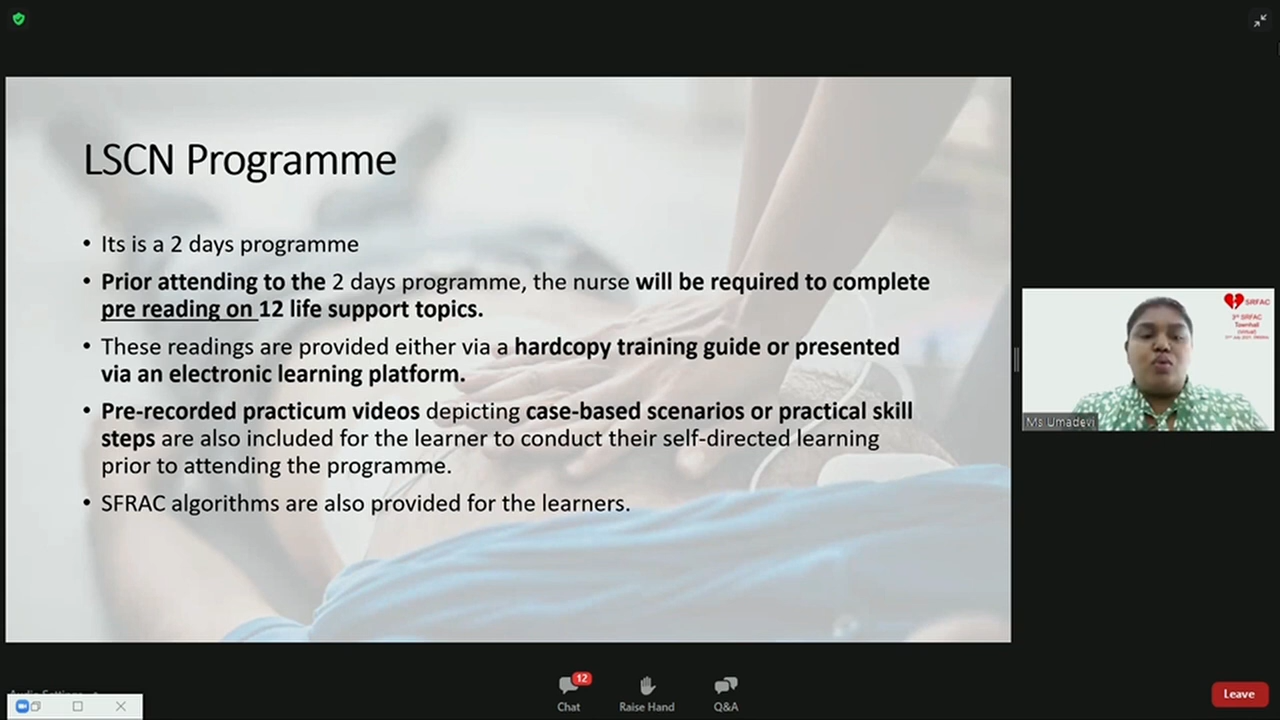 LSCN Programme
• Its is a 2 days programme
• Prior attending to the 2 days programme, the nurse will be required to complete
pre reading on 12 life support topics.
• These readings are provided either via a hardcopy training guide or presented
via an electronic learning platform.
• Pre-recorded practicum videos depicting case-based scenarios or practical skill
steps are also included for the learner to conduct their self-directed learning
prior to attending the programme.
• SFRAC algorithms are also provided for the learners.
SRFAC
3rd SRFAC
Townhall
(virtual)
Ms Umadevi
12
Chat
Raise Hand
Q&A
Leave